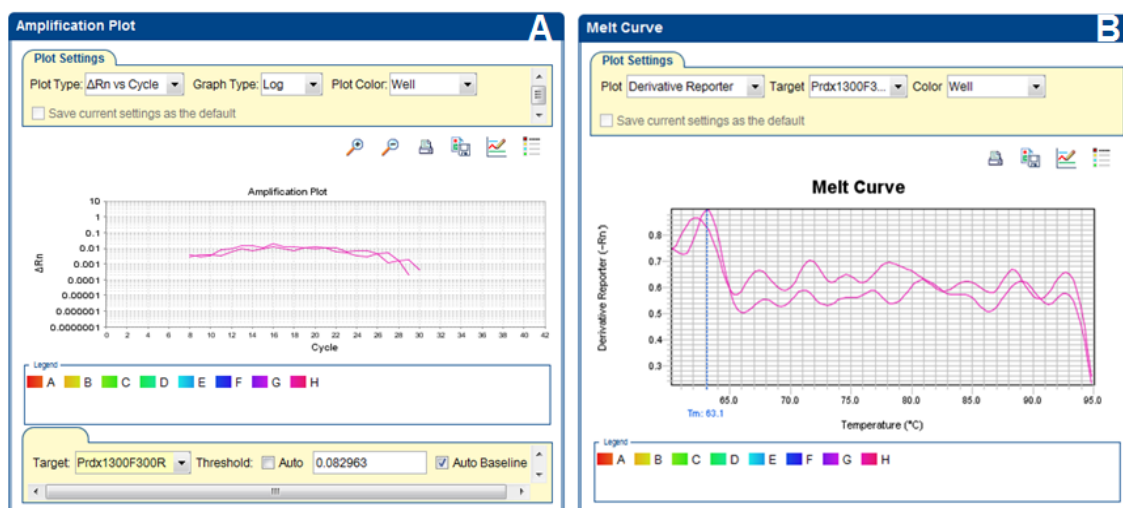 Amplification Plot A
Plot Settings
Plot Type: ΔRn vs Cycle Graph Type: Log Plot Color: Well
Save current settings as the default
Amplification Plot
10
1
0.1
0.01
0.001
0.0001
0.00001
0.000001
0.0000001
ΔRn
0 2 4 6 8 10 12 14 16 18 20 22 24 26 28 30 32 34 36 38 40 42
Cycle
Legend
A B C D E F G H
Target: Prdx1300F300R Threshold: Auto 0.082963 Auto Baseline
Melt Curve B
Plot Settings
Plot Derivative Reporter Target Prdx1300F3... Color Well
Save current settings as the default
Melt Curve
0.8
0.7
0.6
0.5
0.4
0.3
Derivative Reporter (-Rn)
65.0 70.0 75.0 80.0 85.0 90.0 95.0
Tm: 63.1
Temperature (°C)
Legend
A B C D E F G H